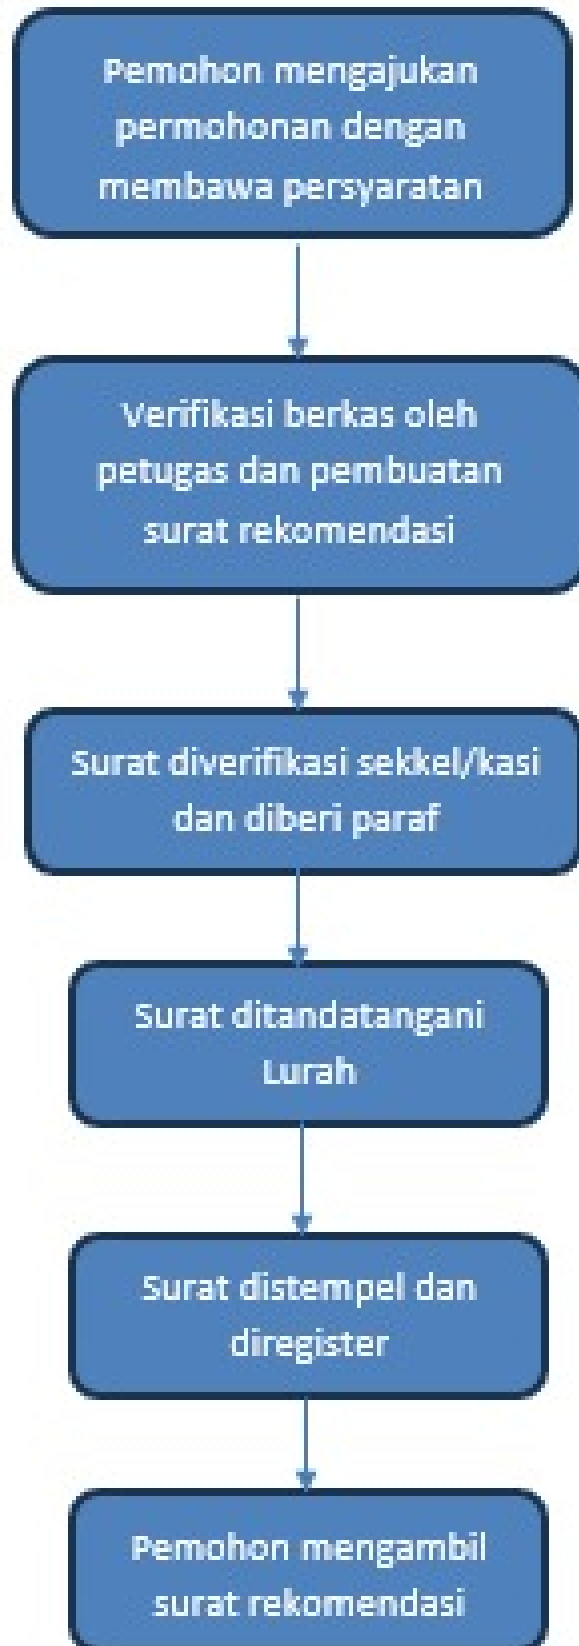 Pemohon mengajukan
permohonan dengan
membawa persyaratan
Verifikasi berkas oleh
petugas dan pembuatan
surat rekomendasi
Surat diverifikasi sekkel/kasi
dan diberi paraf
Surat ditandatangani
Lurah
Surat distempel dan
diregister
Pemohon mengambil
surat rekomendasi